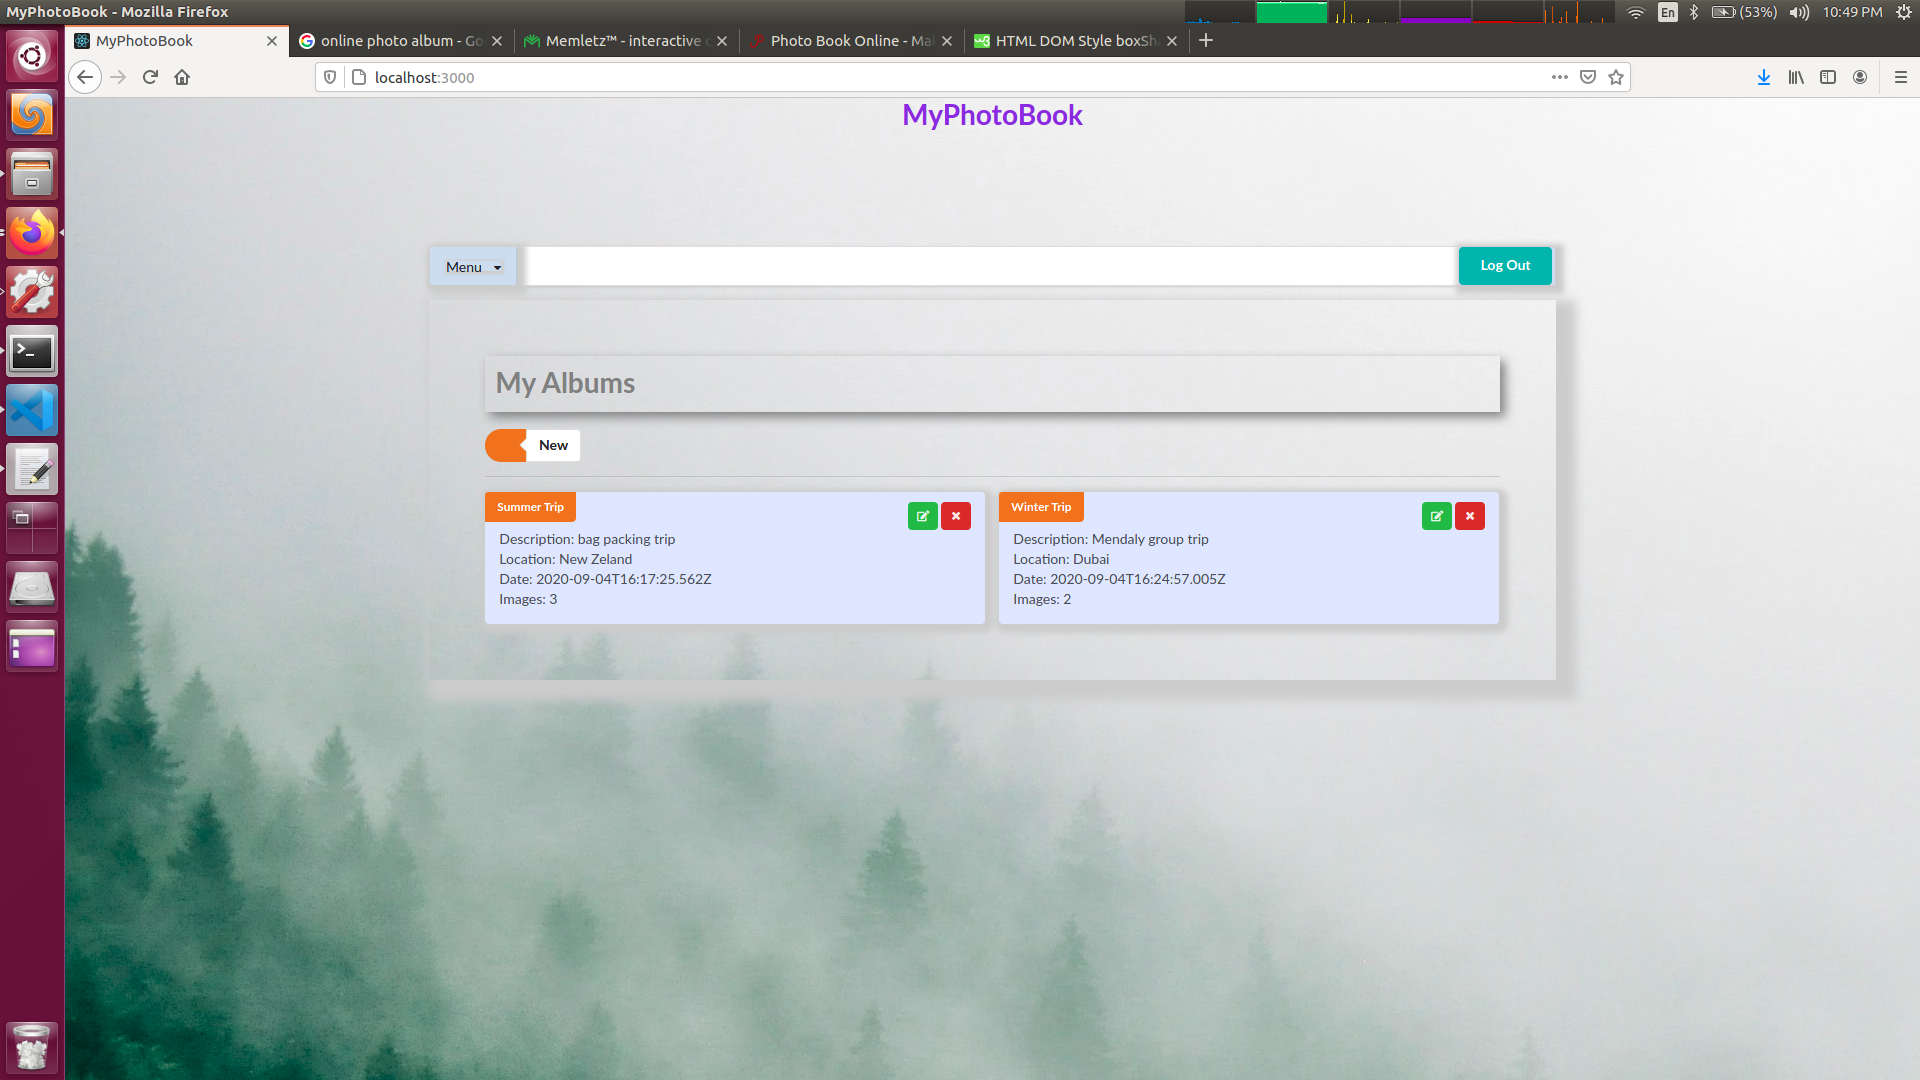 MyPhotoBook - Mozilla Firefox
En
(53%)
10:49 PM
MyPhotoBook
online photo album - Go
Memletz™ - interactive
Photo Book Online - Ma
HTML DOM Style boxSh
localhost:3000
MyPhotoBook
Menu
Log Out
My Albums
New
Summer Trip
Description: bag packing trip
Location: New Zeland
Date: 2020-09-04T16:17:25.562Z
Images: 3
Winter Trip
Description: Mendaly group trip
Location: Dubai
Date: 2020-09-04T16:24:57.005Z
Images: 2